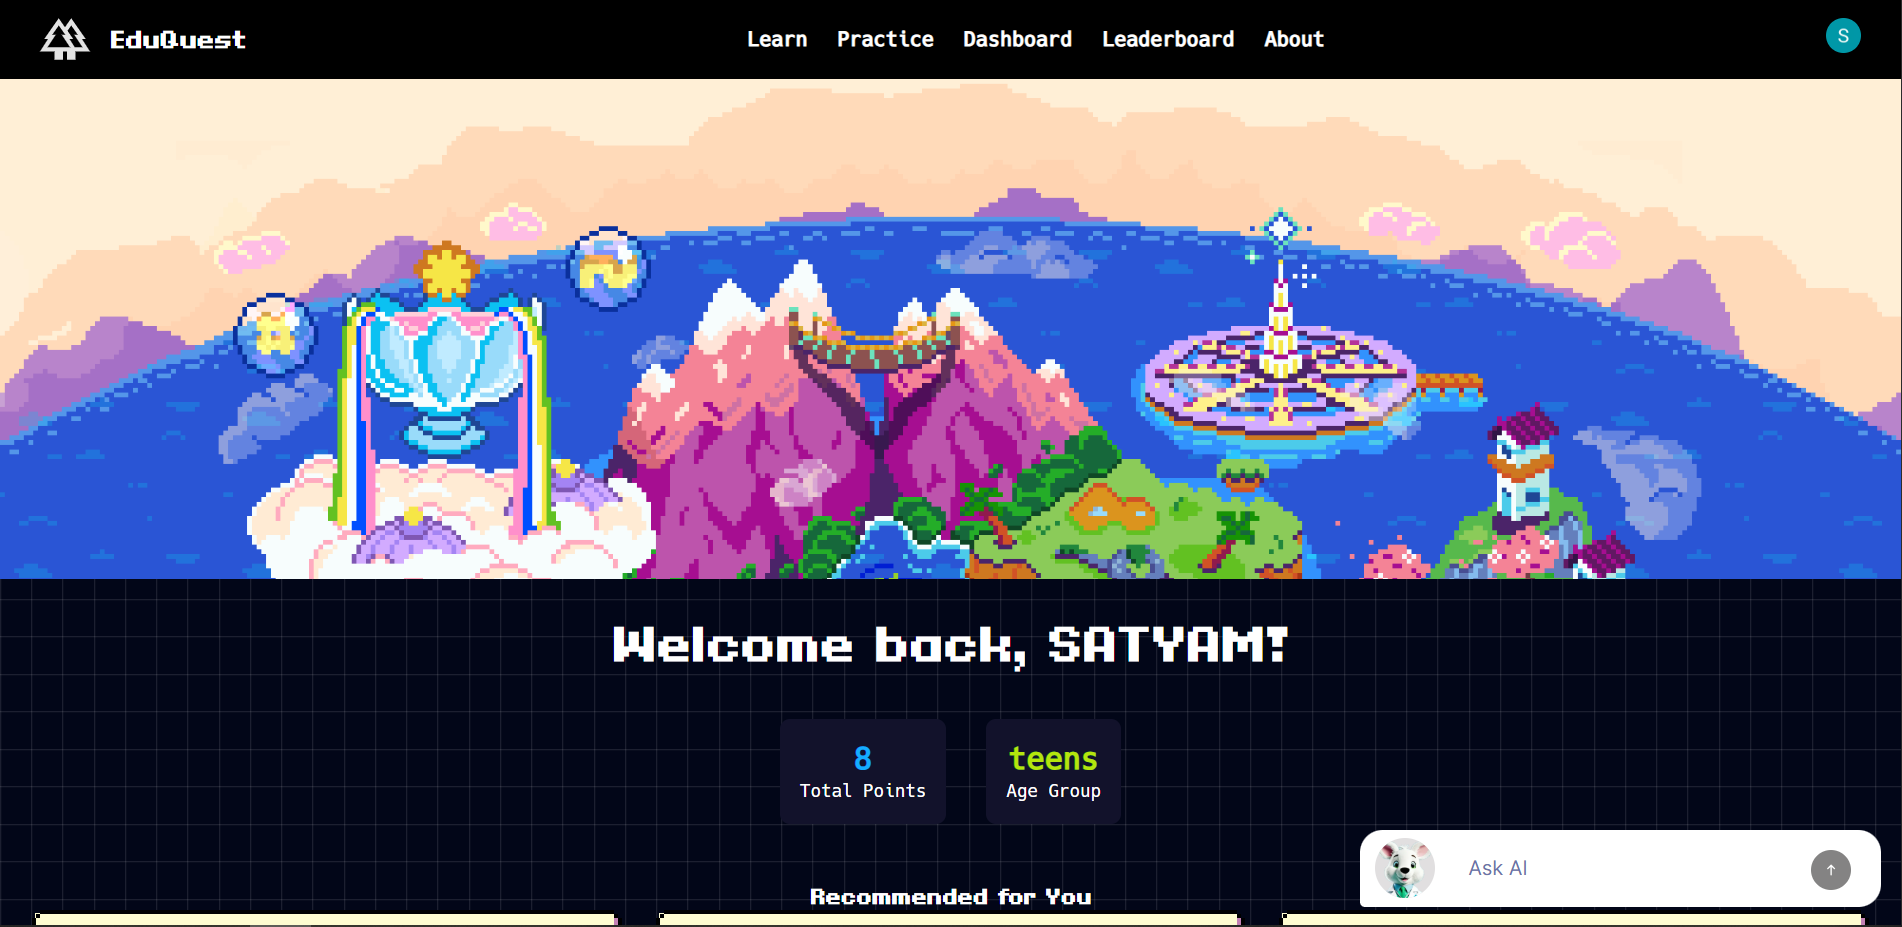 EduQuest
Learn Practice Dashboard Leaderboard About
S
Welcome back, SATYAM!
8
Total Points
teens
Age Group
Ask AI
Recommended for You